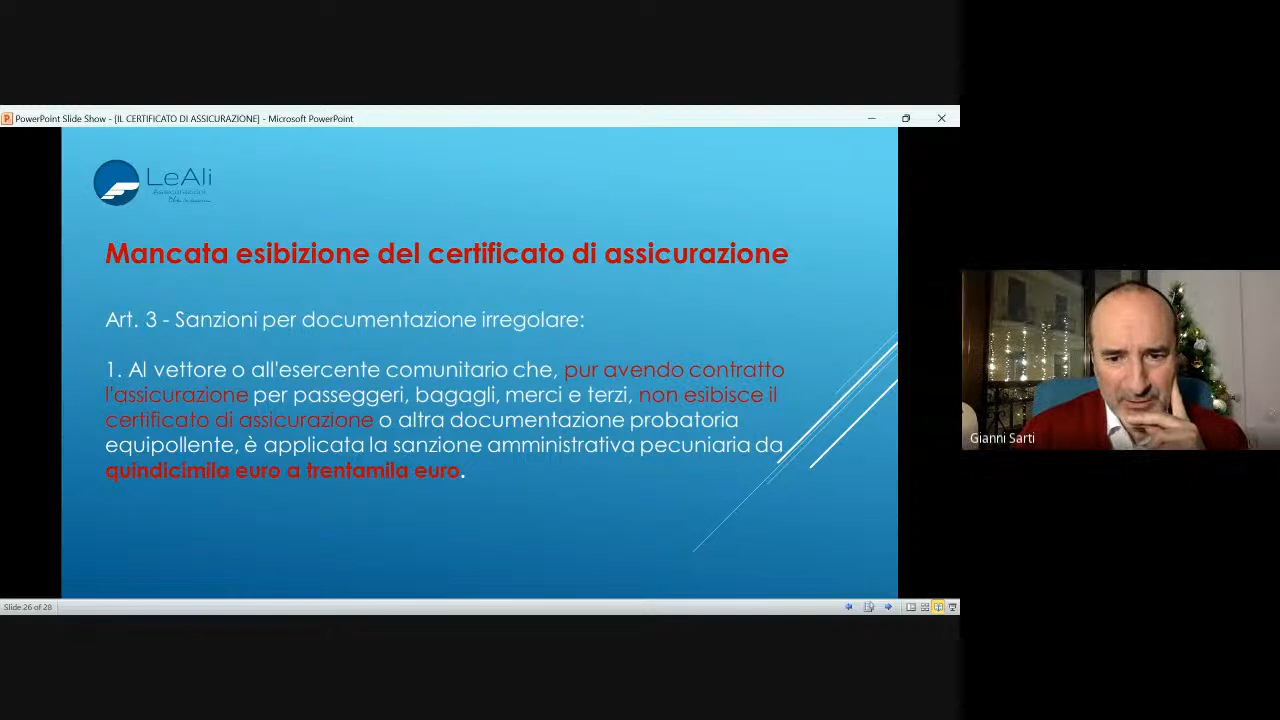 PowerPoint Slide Show - [IL CERTIFICATO DI ASSICURAZIONE] - Microsoft PowerPoint
LeAli
Assicurazioni
Mancata esibizione del certificato di assicurazione
Art. 3 - Sanzioni per documentazione irregolare:
1. Al vettore o all'esercente comunitario che, pur avendo contratto
l'assicurazione per passeggeri, bagagli, merci e terzi, non esibisce il
certificato di assicurazione o altra documentazione probatoria
equipollente, è applicata la sanzione amministrativa pecuniaria da
quindicimila euro a trentamila euro.
Gianni Sarti
Slide 26 of 28